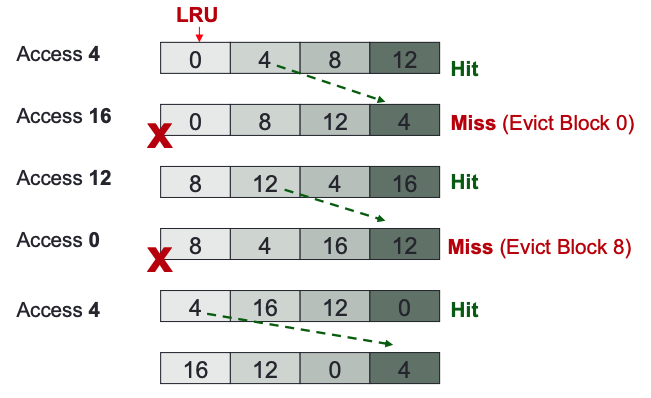 LRU
Access 4 0 4 8 12 Hit
Access 16 X 0 8 12 4 Miss (Evict Block 0)
Access 12 8 12 4 16 Hit
Access 0 X 8 4 16 12 Miss (Evict Block 8)
Access 4 4 16 12 0 Hit
16 12 0 4